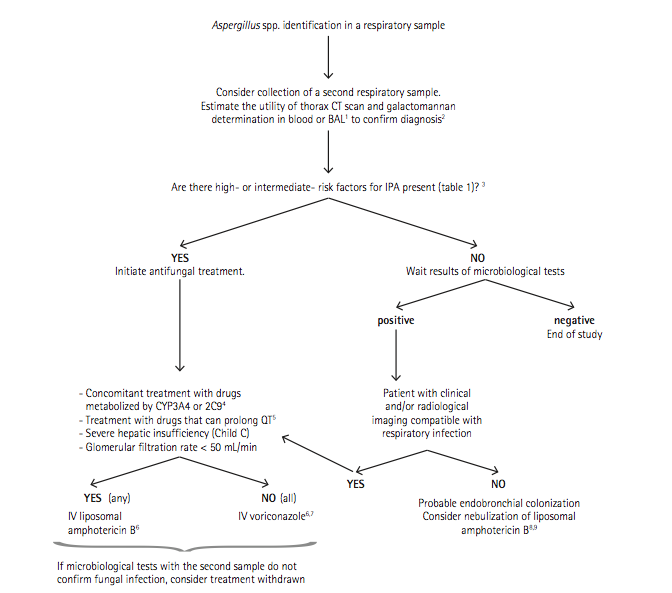 Aspergillus spp. identification in a respiratory sample
Consider collection of a second respiratory sample.
Estimate the utility of thorax CT scan and galactomannan
determination in blood or BAL¹ to confirm diagnosis²
Are there high- or intermediate- risk factors for IPA present (table 1)? ³
YES
Initiate antifungal treatment.
NO
Wait results of microbiological tests
positive
negative
End of study
- Concomitant treatment with drugs
metabolized by CYP3A4 or 2C9⁴
- Treatment with drugs that can prolong QT⁵
- Severe hepatic insufficiency (Child C)
- Glomerular filtration rate < 50 mL/min
Patient with clinical
and/or radiological
imaging compatible with
respiratory infection
YES (any)
IV liposomal
amphotericin B⁶
NO (all)
IV voriconazole⁶,⁷
YES
NO
Probable endobronchial colonization
Consider nebulization of liposomal
amphotericin B⁸,⁹
If microbiological tests with the second sample do not
confirm fungal infection, consider treatment withdrawn